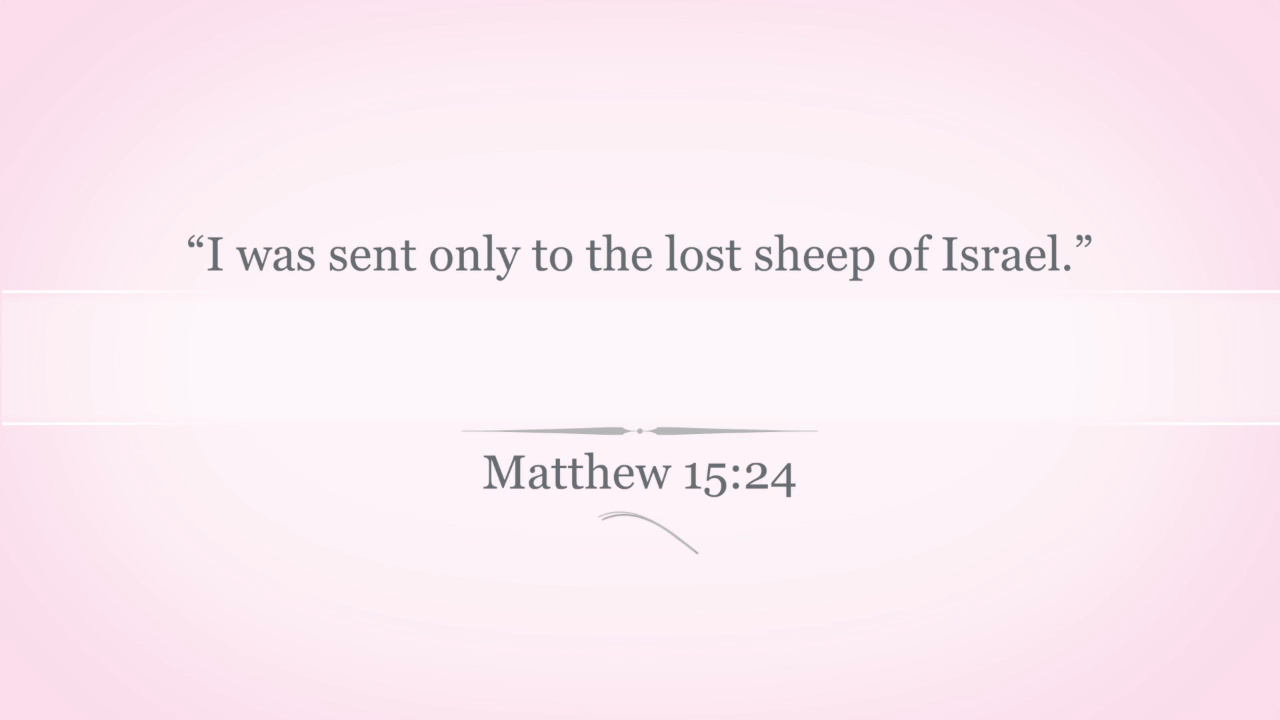 “I was sent only to the lost sheep of Israel.”
Matthew 15:24